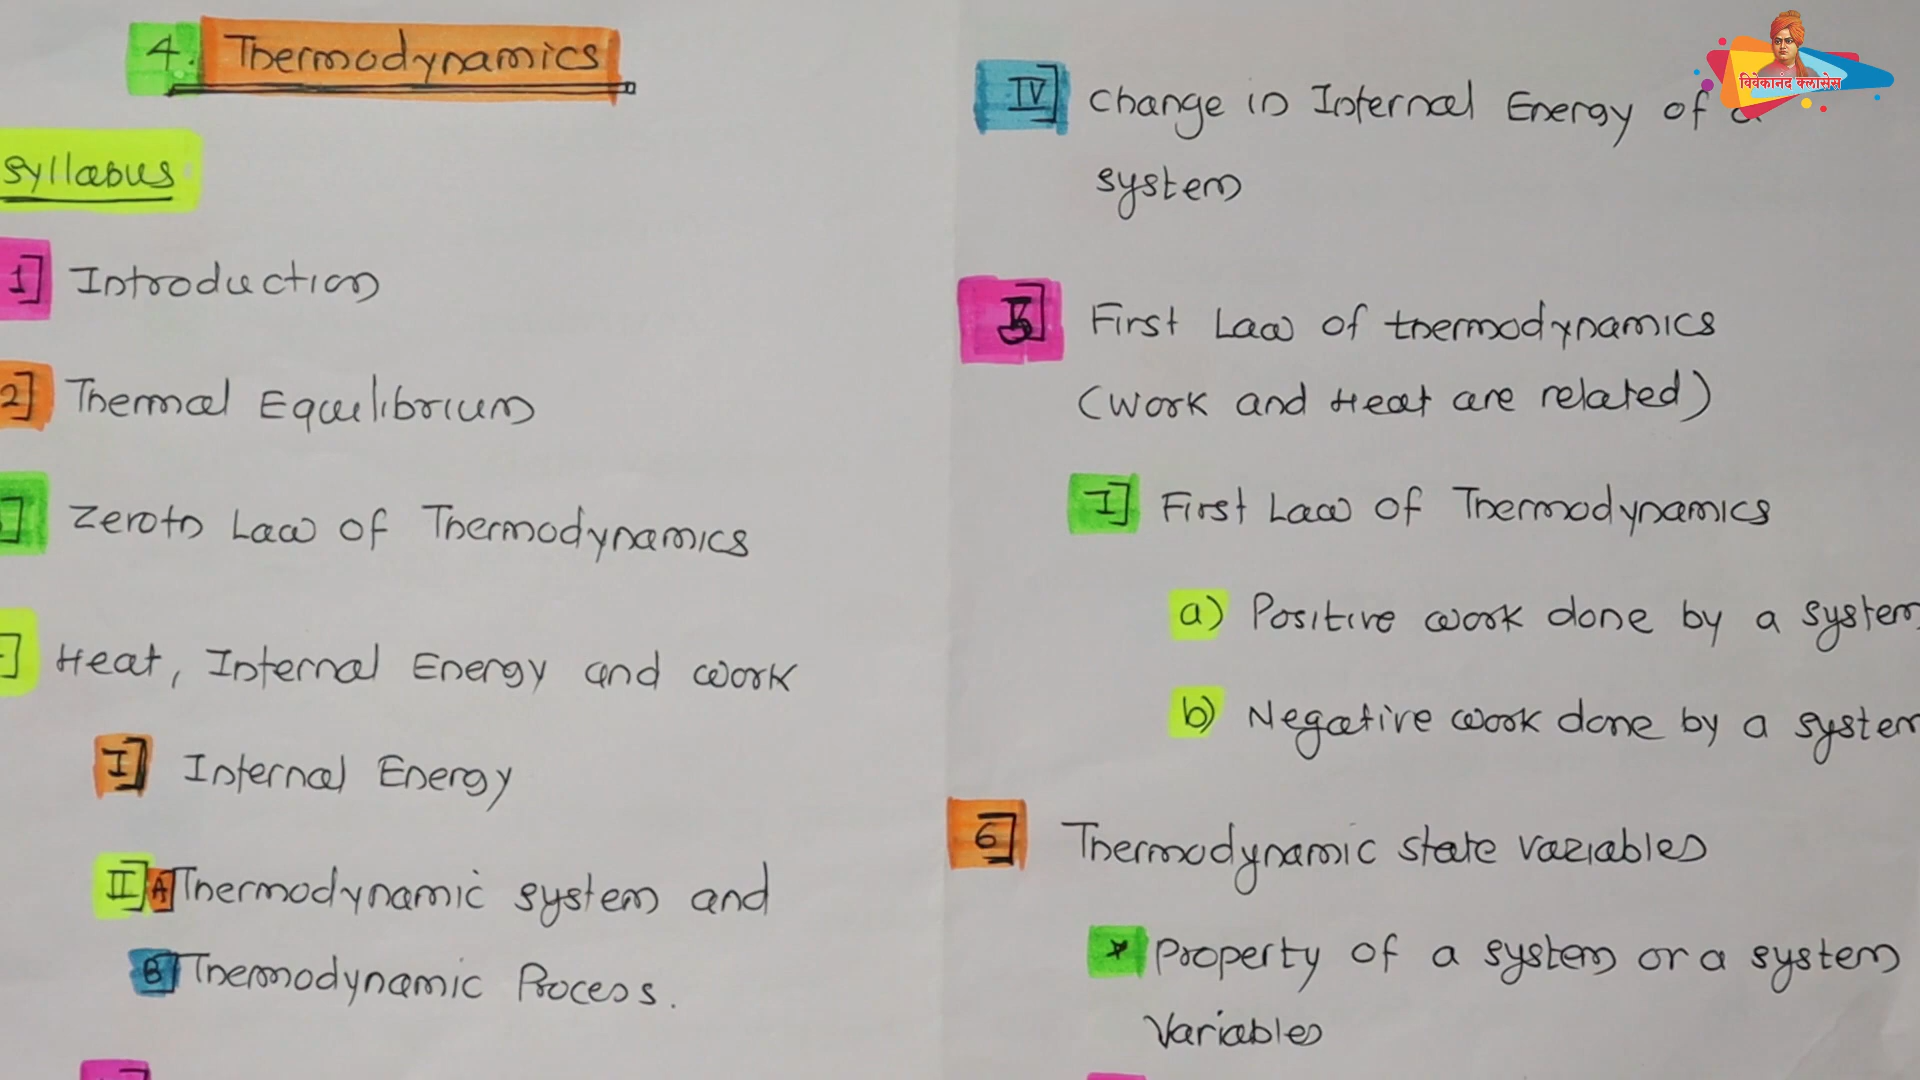 4. Thermodynamics
Syllabus
1] Introduction
2] Thermal Equilibrium
] Zeroth Law of Thermodynamics
] Heat, Internal Energy and work
I] Internal Energy
II] A] Thermodynamic system and
B] Thermodynamic Process.
IV] Change in Internal Energy of a
system
5] First Law of thermodynamics
(Work and Heat are related)
I] First Law of Thermodynamics
a) Positive work done by a system
b) Negative work done by a system
6] Thermodynamic state variables
* Property of a system or a system
Variables
विवेकानंद क्लासेस